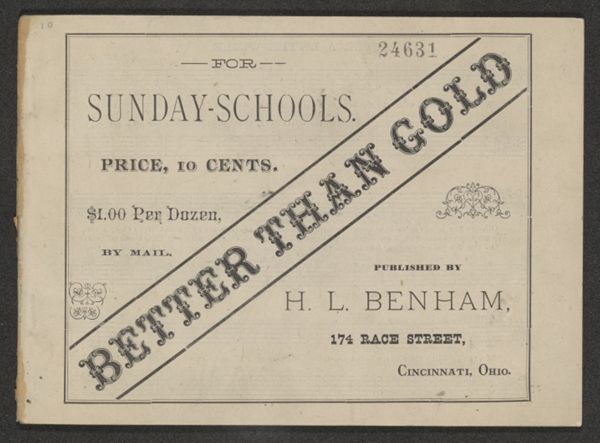 10
24631
— FOR —
SUNDAY-SCHOOLS.
PRICE, 10 CENTS.
$1.00 Per Dozen,
BY MAIL.
BETTER THAN GOLD
PUBLISHED BY
H. L. BENHAM,
174 RACE STREET,
CINCINNATI, OHIO.